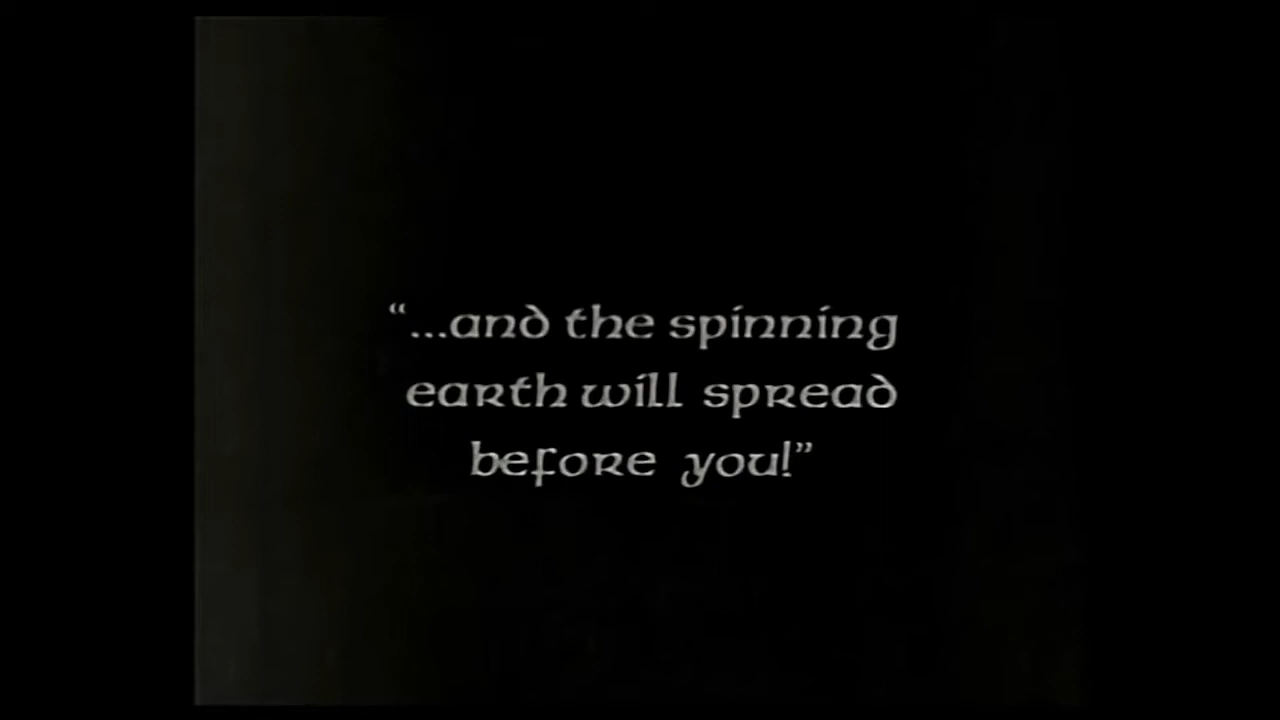 “...and the spinning
earth will spread
before you!”